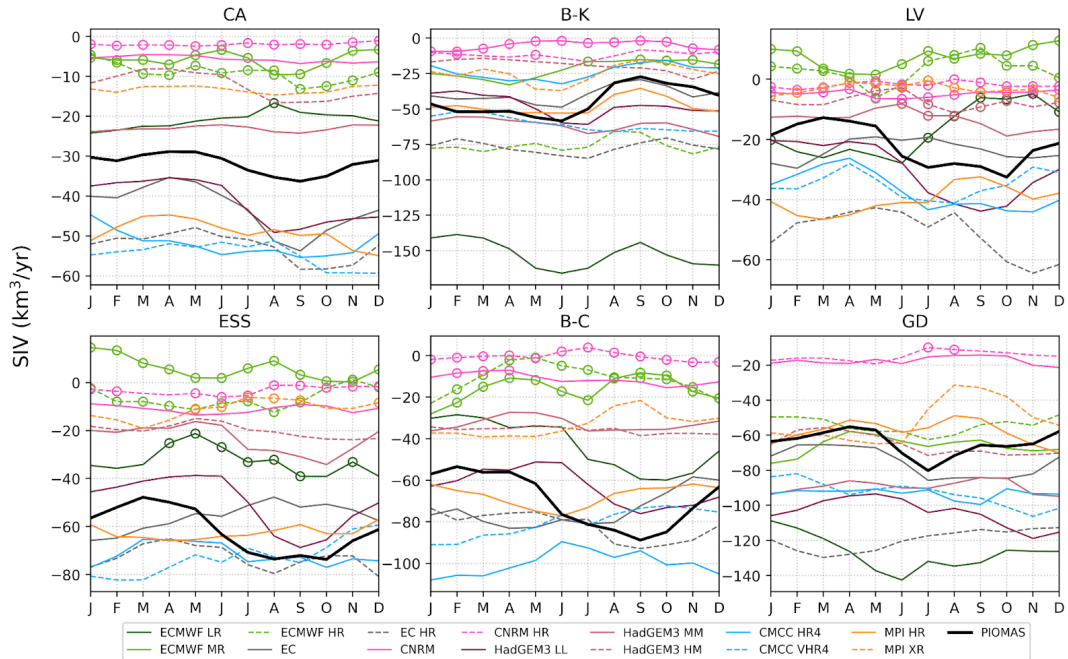 CA B-K LV
0 0 0
−10 −25 −20
−20 −50 −40
−30 −75 −60
−40 −100
−50 −125
−60 −150
J F M A M J J A S O N D J F M A M J J A S O N D J F M A M J J A S O N D
SIV (km³/yr)
ESS B-C GD
0 0 −20
−20 −20 −40
−40 −40 −60
−60 −60 −80
−80 −80 −100
−100 −120
−140
J F M A M J J A S O N D J F M A M J J A S O N D J F M A M J J A S O N D
ECMWF LR ECMWF HR EC HR CNRM HR HadGEM3 MM CMCC HR4 MPI HR PIOMAS
ECMWF MR EC CNRM HadGEM3 LL HadGEM3 HM CMCC VHR4 MPI XR